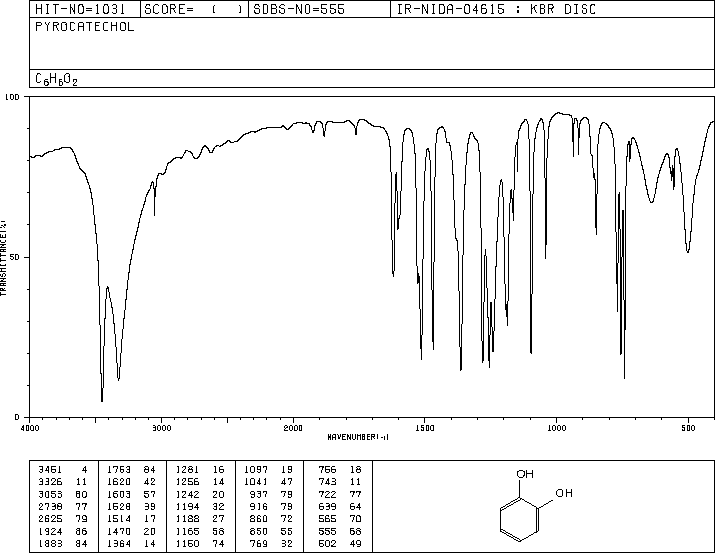 HIT-NO=1031 SCORE= ( ) SDBS-NO=555 IR-NIDA-04615 : KBR DISC
PYROCATECHOL
C6H6O2
100
50
0
TRANSMITTANCE(%)
4000 3000 2000 1500 1000 500
WAVENUMBER(-1)
3451 4 1763 84 1281 16 1097 19 756 18
3326 11 1620 42 1256 14 1041 47 743 11
3053 80 1603 57 1242 20 937 79 722 77
2738 77 1528 39 1194 32 916 79 639 64
2625 79 1514 17 1188 27 860 72 565 70
1924 86 1470 20 1165 58 850 55 555 68
1883 84 1364 14 1150 74 769 32 502 49
OH
OH